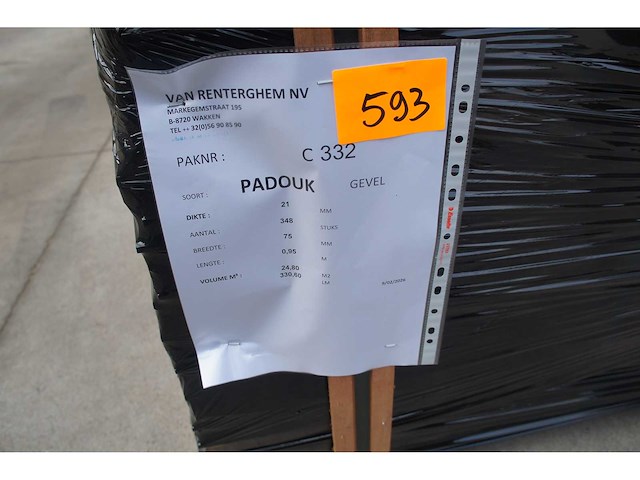 VAN RENTERGHEM NV
MARKEGEMSTRAAT 195
B-8720 WAKKEN
TEL ++ 32(0)56 90 85 90
593
PAKNR : C 332
SOORT : PADOUK GEVEL
DIKTE : 21 MM
AANTAL : 348 STUKS
BREEDTE : 75 MM
LENGTE : 0,95 M
VOLUME M² : 24,80 M2
330,60 LM